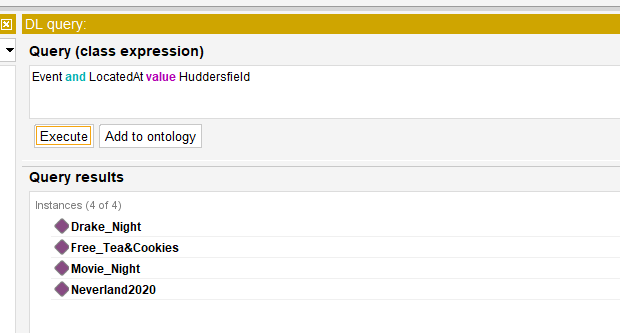 DL query:
Query (class expression)
Event and LocatedAt value Huddersfield
Execute Add to ontology
Query results
Instances (4 of 4)
Drake_Night
Free_Tea&Cookies
Movie_Night
Neverland2020